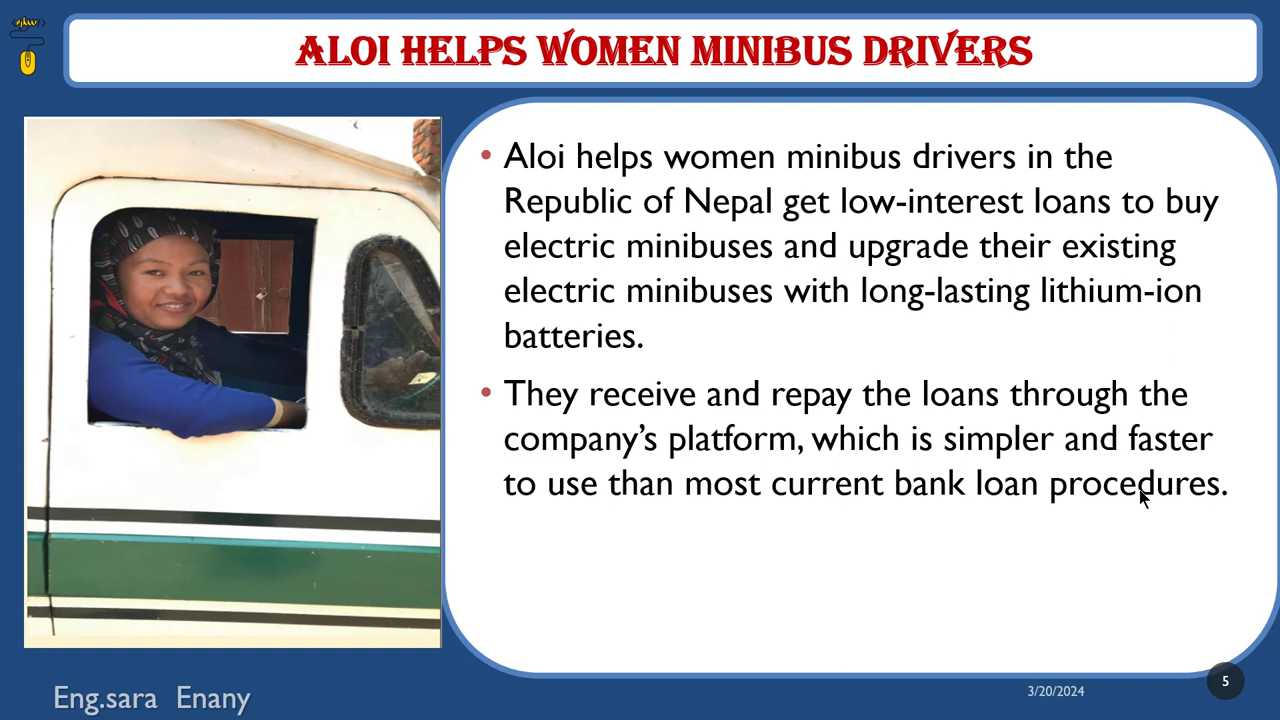 ALOI HELPS WOMEN MINIBUS DRIVERS
• Aloi helps women minibus drivers in the
Republic of Nepal get low-interest loans to buy
electric minibuses and upgrade their existing
electric minibuses with long-lasting lithium-ion
batteries.
• They receive and repay the loans through the
company’s platform, which is simpler and faster
to use than most current bank loan procedures.
Eng.sara Enany
3/20/2024
5